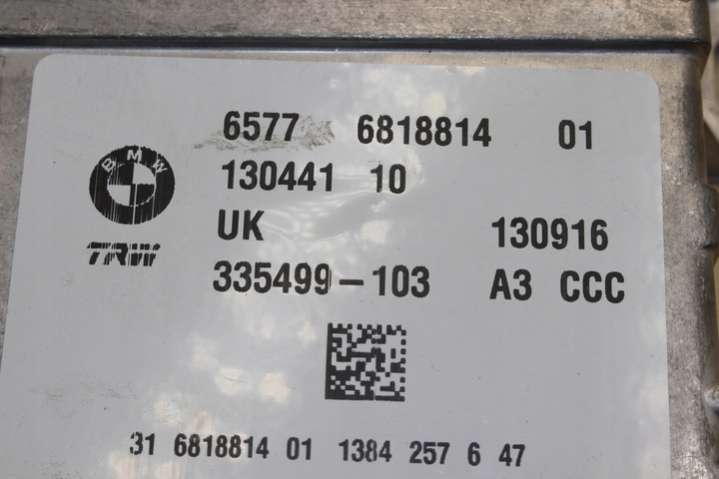 6577 6818814 01
BMW
130441 10
UK 130916
TRW
335499-103 A3 CCC
31 6818814 01 1384 257 6 47